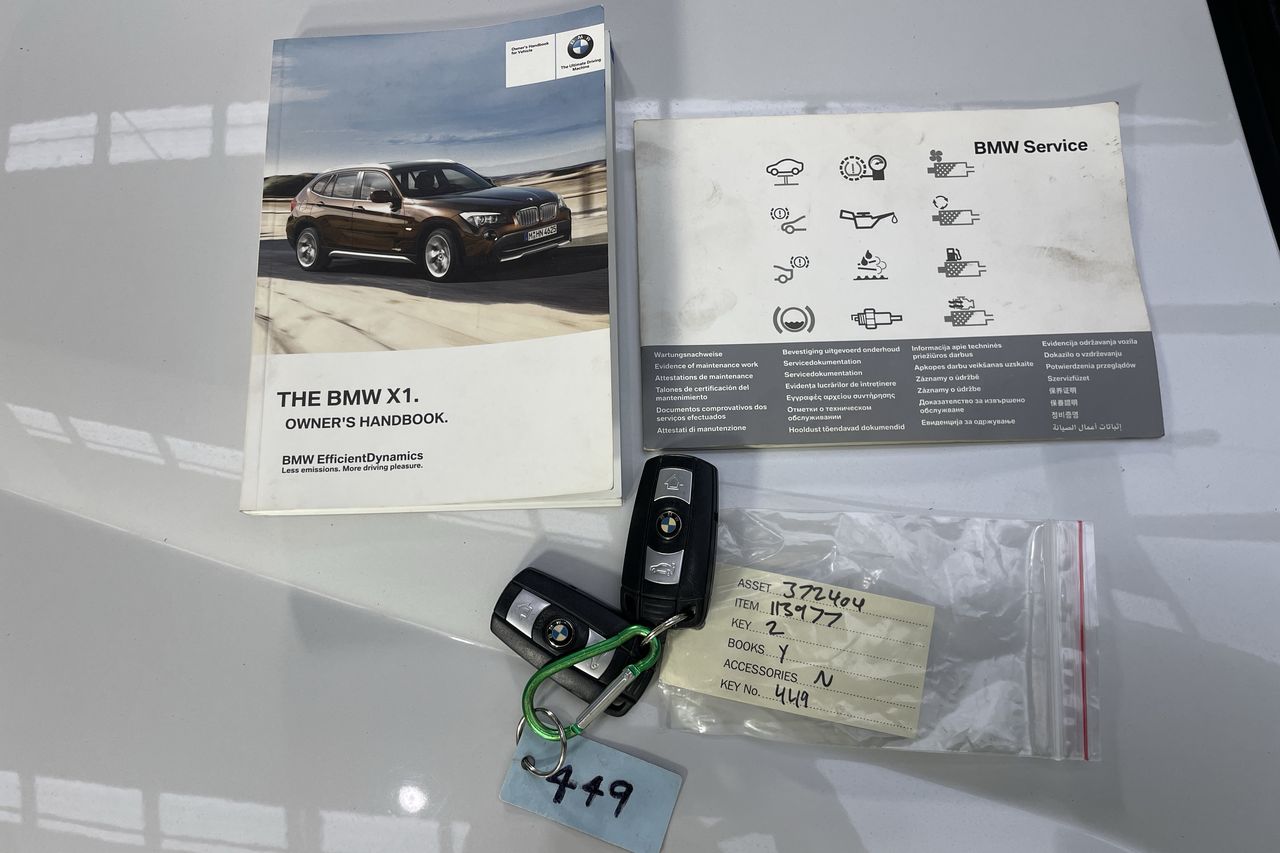 Owner's Handbook
for Vehicle
BMW
The Ultimate Driving
Machine
M·HN 4625
THE BMW X1.
OWNER'S HANDBOOK.
BMW EfficientDynamics
Less emissions. More driving pleasure.
BMW Service
Wartungsnachweise
Evidence of maintenance work
Attestations de maintenance
Talones de certificación del
mantenimiento
Documentos comprovativos dos
serviços efectuados
Attestati di manutenzione
Bevestiging uitgevoerd onderhoud
Servicedokumentation
Servicedokumentation
Evidenţa lucrărilor de întreţinere
Εγγραφές αρχείου συντήρησης
Отметки о техническом
обслуживании
Hooldust tõendavad dokumendid
Informacija apie techninės
priežiūros darbus
Apkopes darbu veikšanas uzskaite
Záznamy o údržbě
Záznamy o údržbe
Доказателство за извършено
обслужване
Евиденција за одржување
Evidencija održavanja vozila
Dokazilo o vzdrževanju
Potwierdzenia przeglądów
Szervizfüzet
保养证明
保養證明
정비증명
إثباتات أعمال الصيانة
ASSET 372404
ITEM 113977
KEY 2
BOOKS Y
ACCESSORIES N
KEY No. 449
449